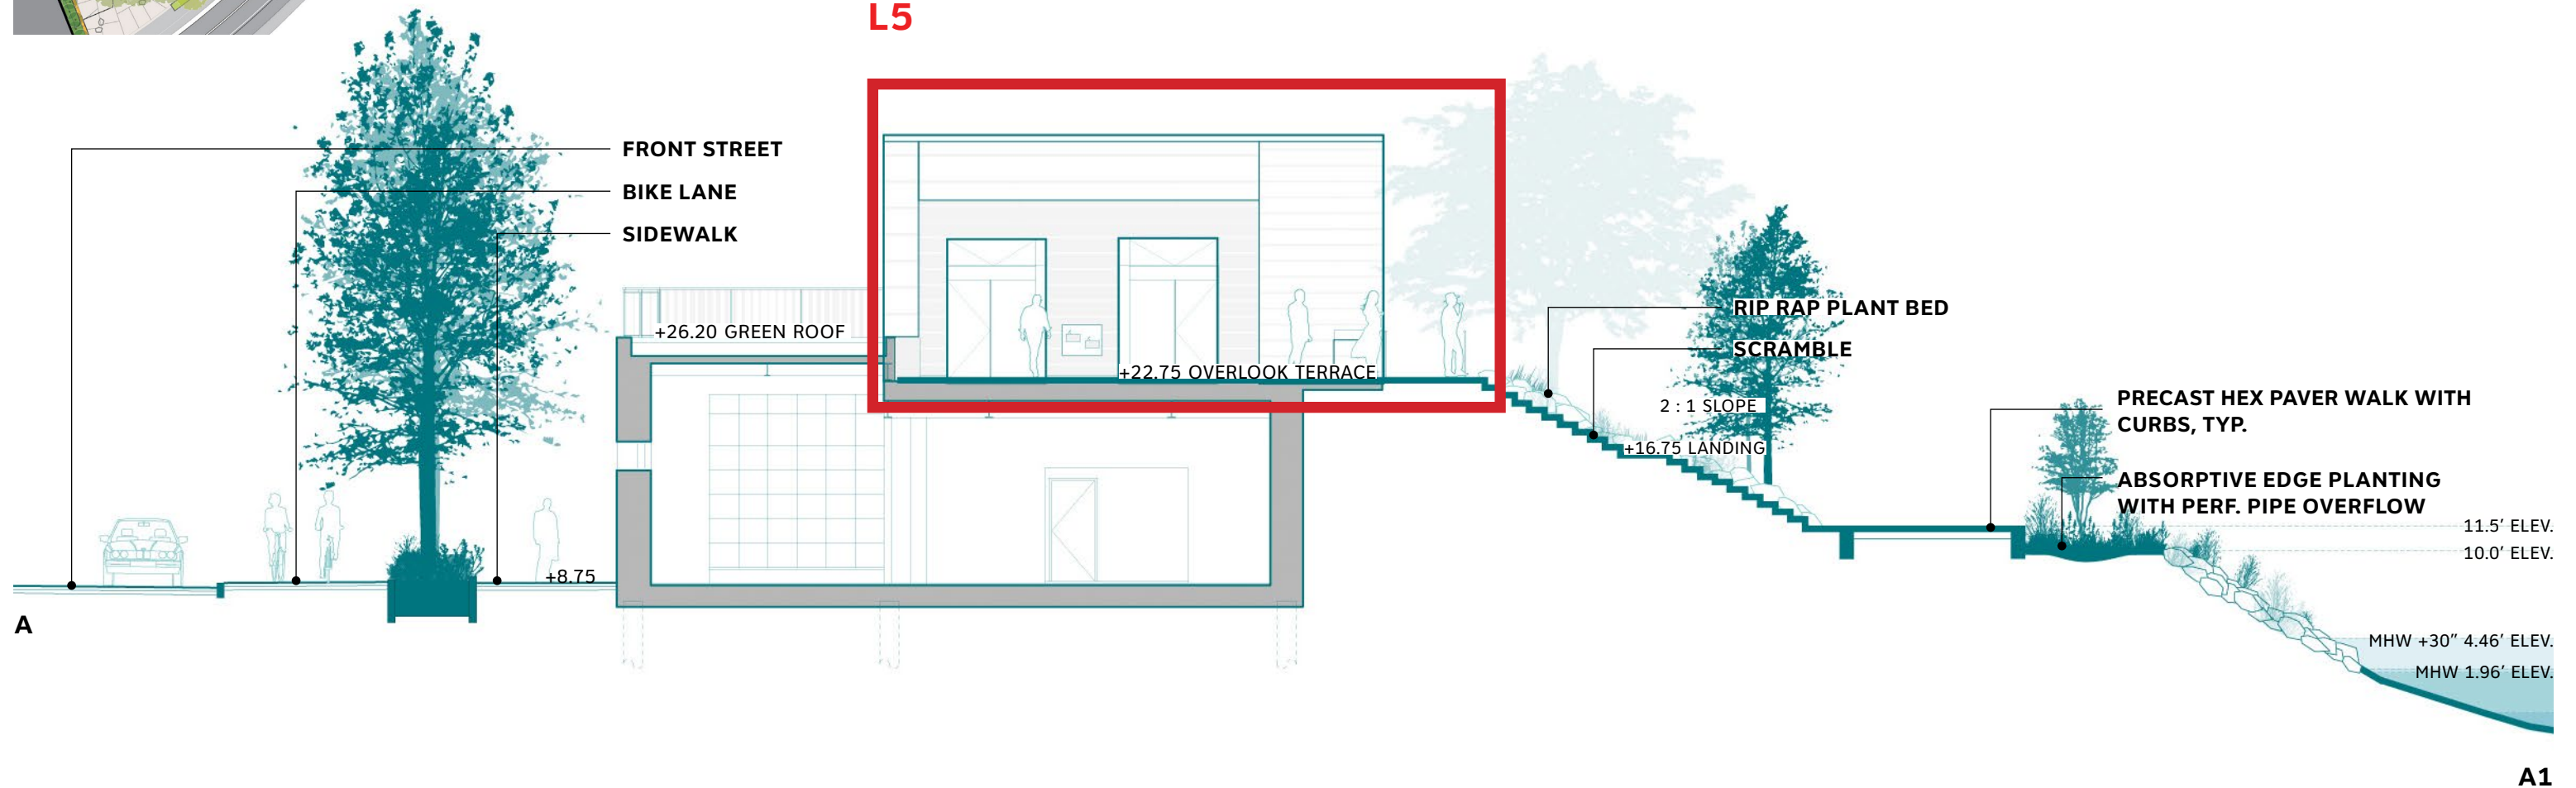 L5
FRONT STREET
BIKE LANE
SIDEWALK
+26.20 GREEN ROOF
+22.75 OVERLOOK TERRACE
RIP RAP PLANT BED
SCRAMBLE
2 : 1 SLOPE
+16.75 LANDING
PRECAST HEX PAVER WALK WITH
CURBS, TYP.
ABSORPTIVE EDGE PLANTING
WITH PERF. PIPE OVERFLOW
11.5’ ELEV.
10.0’ ELEV.
+8.75
A
MHW +30” 4.46’ ELEV.
MHW 1.96’ ELEV.
A1